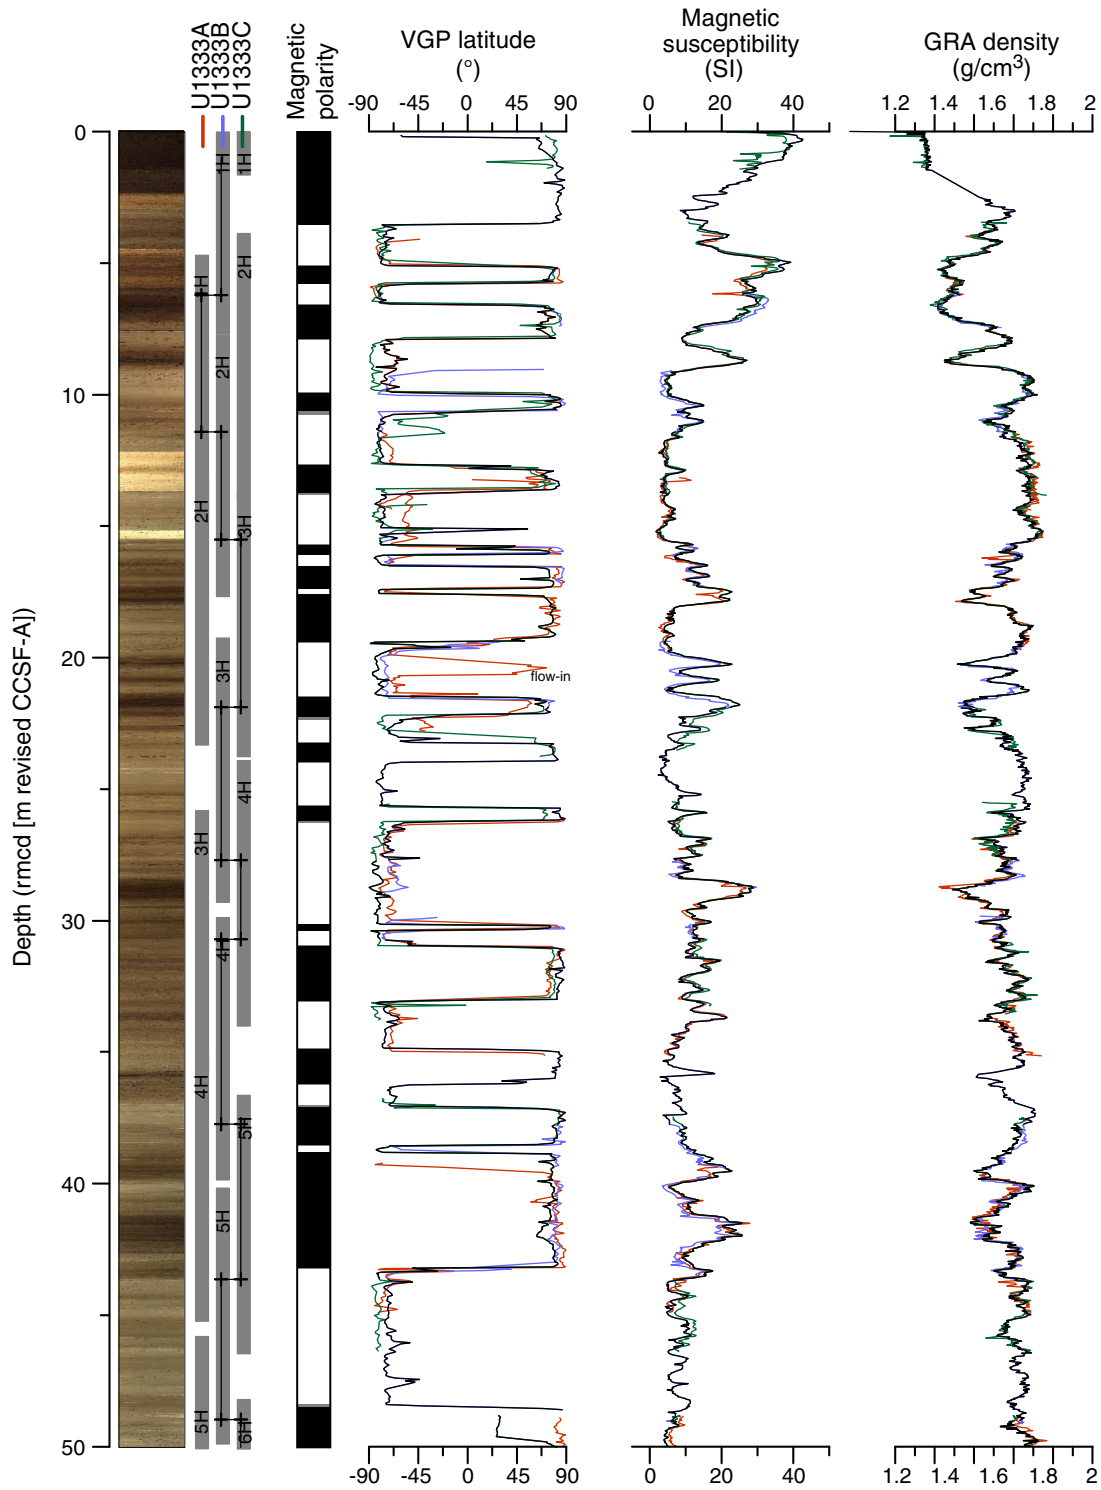 U1333A
U1333B
U1333C
Magnetic
polarity
VGP latitude
(°)
Magnetic
susceptibility
(SI)
GRA density
(g/cm3)
-90 -45 0 45 90
0 20 40
1.2 1.4 1.6 1.8 2
Depth (rmcd [m revised CCSF-A])
0
10
20
30
40
50
1H
2H
3H
4H
5H
1H
2H
3H
4H
5H
1H
2H
3H
4H
5H
6H
flow-in
-90 -45 0 45 90
0 20 40
1.2 1.4 1.6 1.8 2